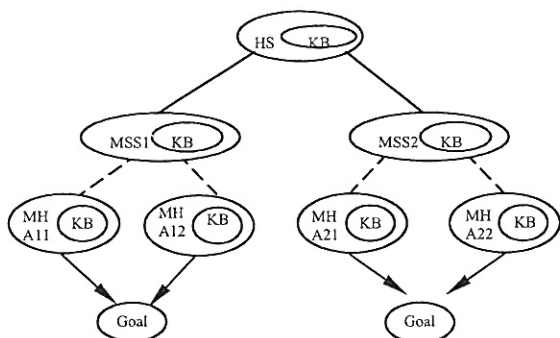 HS KB
MSS1 KB
MSS2 KB
MH
A11 KB
MH
A12 KB
MH
A21 KB
MH
A22 KB
Goal
Goal